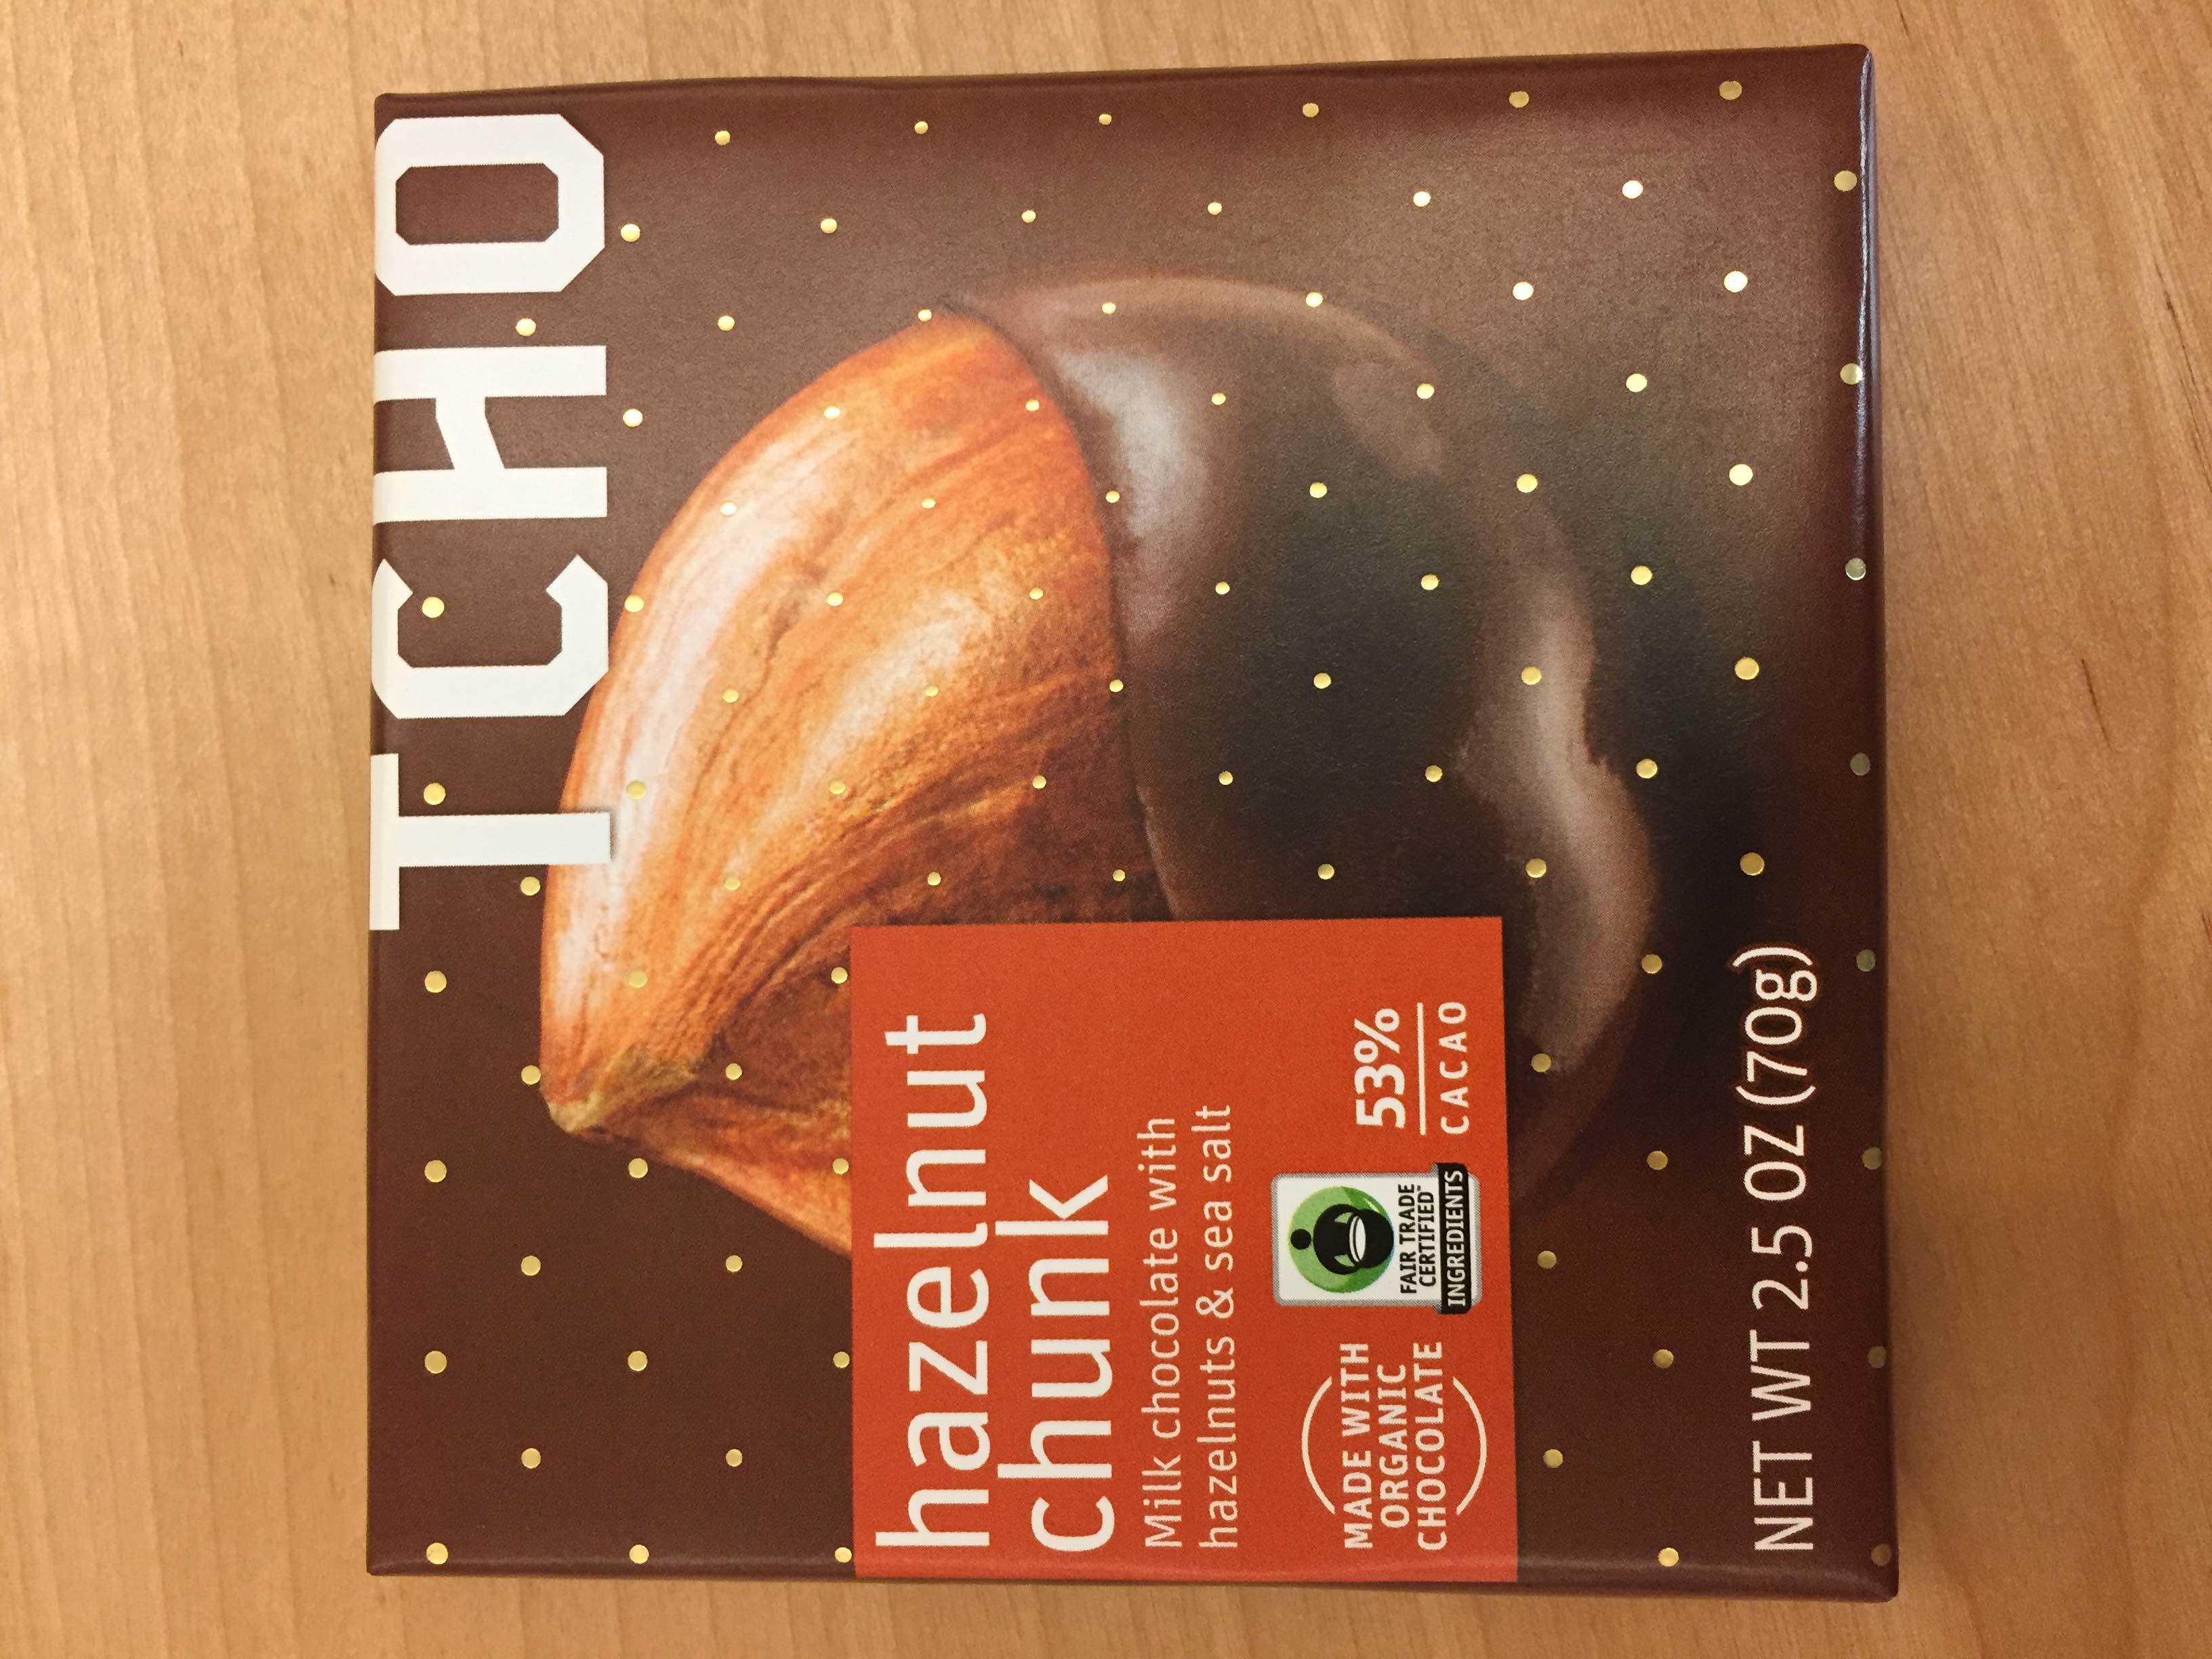 TCHO
hazelnut
chunk
Milk chocolate with
hazelnuts & sea salt
MADE WITH
ORGANIC
CHOCOLATE
FAIR TRADE
CERTIFIED™
INGREDIENTS
53%
CACAO
NET WT 2.5 OZ (70g)